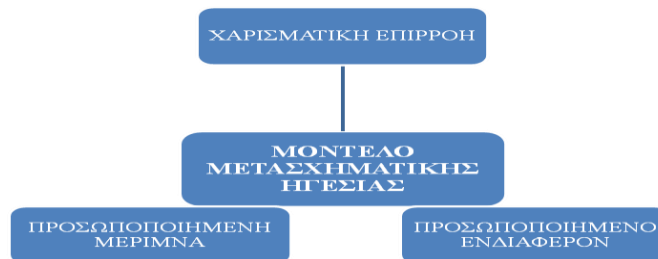 ΧΑΡΙΣΜΑΤΙΚΗ ΕΠΙΡΡΟΗ
ΜΟΝΤΕΛΟ
ΜΕΤΑΣΧΗΜΑΤΙΚΗΣ
ΗΓΕΣΙΑΣ
ΠΡΟΣΩΠΟΠΟΙΗΜΕΝΗ
ΜΕΡΙΜΝΑ
ΠΡΟΣΩΠΟΠΟΙΗΜΕΝΟ
ΕΝΔΙΑΦΕΡΟΝ